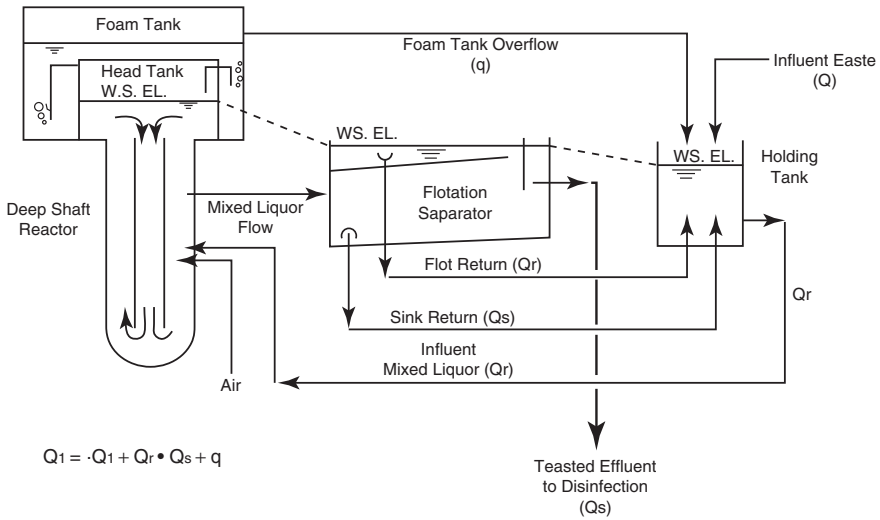 Foam Tank
Head Tank
W.S. EL.
Foam Tank Overflow
(q)
Influent Easte
(Q)
WS. EL.
WS. EL.
Holding
Tank
Deep Shaft
Reactor
Mixed Liquor
Flow
Flotation
Saparator
Flot Return (Qr)
Qr
Sink Return (Qs)
Influent
Mixed Liquor (Qr)
Air
Q1 = ·Q1 + Qr • Qs + q
Teasted Effluent
to Disinfection
(Qs)